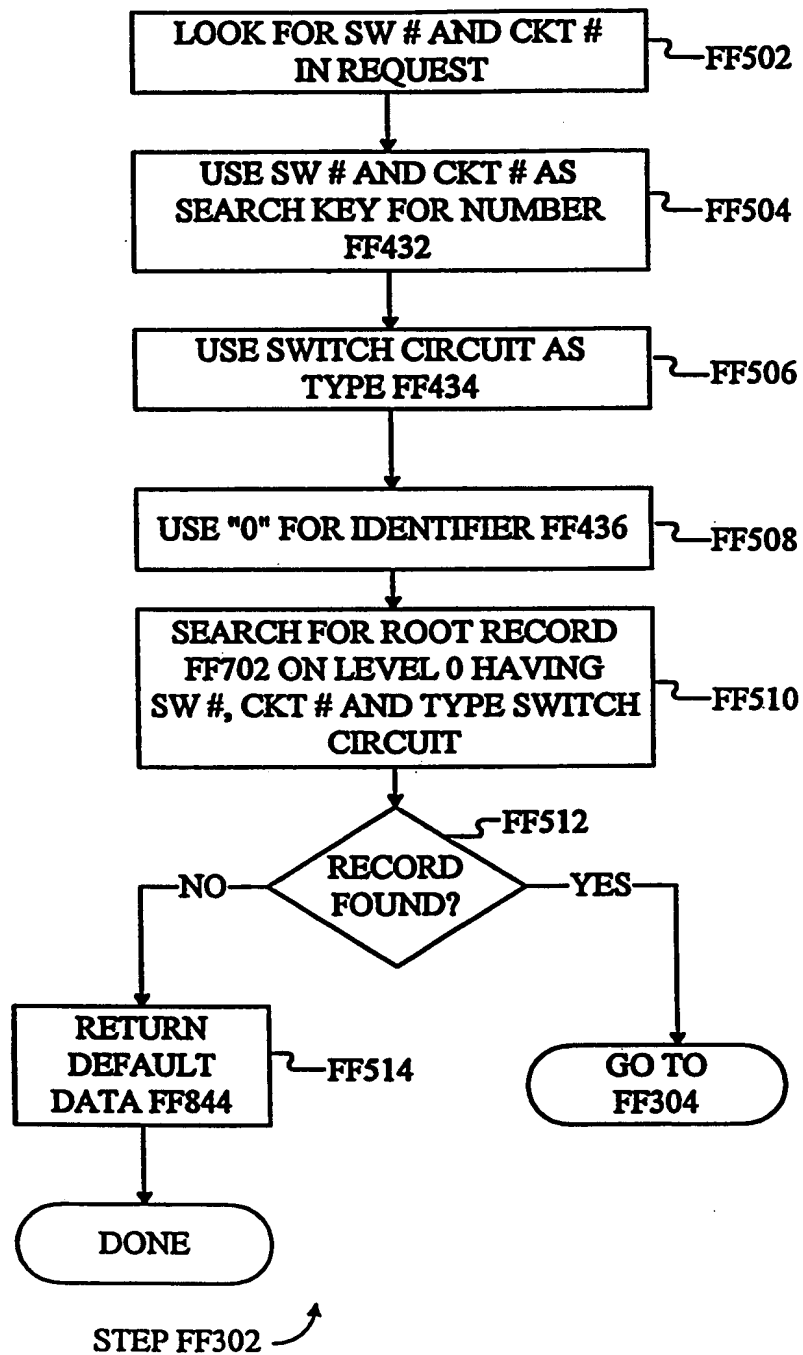 LOOK FOR SW # AND CKT #
IN REQUEST
FF502
USE SW # AND CKT # AS
SEARCH KEY FOR NUMBER
FF432
FF504
USE SWITCH CIRCUIT AS
TYPE FF434
FF506
USE "0" FOR IDENTIFIER FF436
FF508
SEARCH FOR ROOT RECORD
FF702 ON LEVEL 0 HAVING
SW #, CKT # AND TYPE SWITCH
CIRCUIT
FF510
FF512
RECORD
FOUND?
NO
YES
RETURN
DEFAULT
DATA FF844
FF514
GO TO
FF304
DONE
STEP FF302